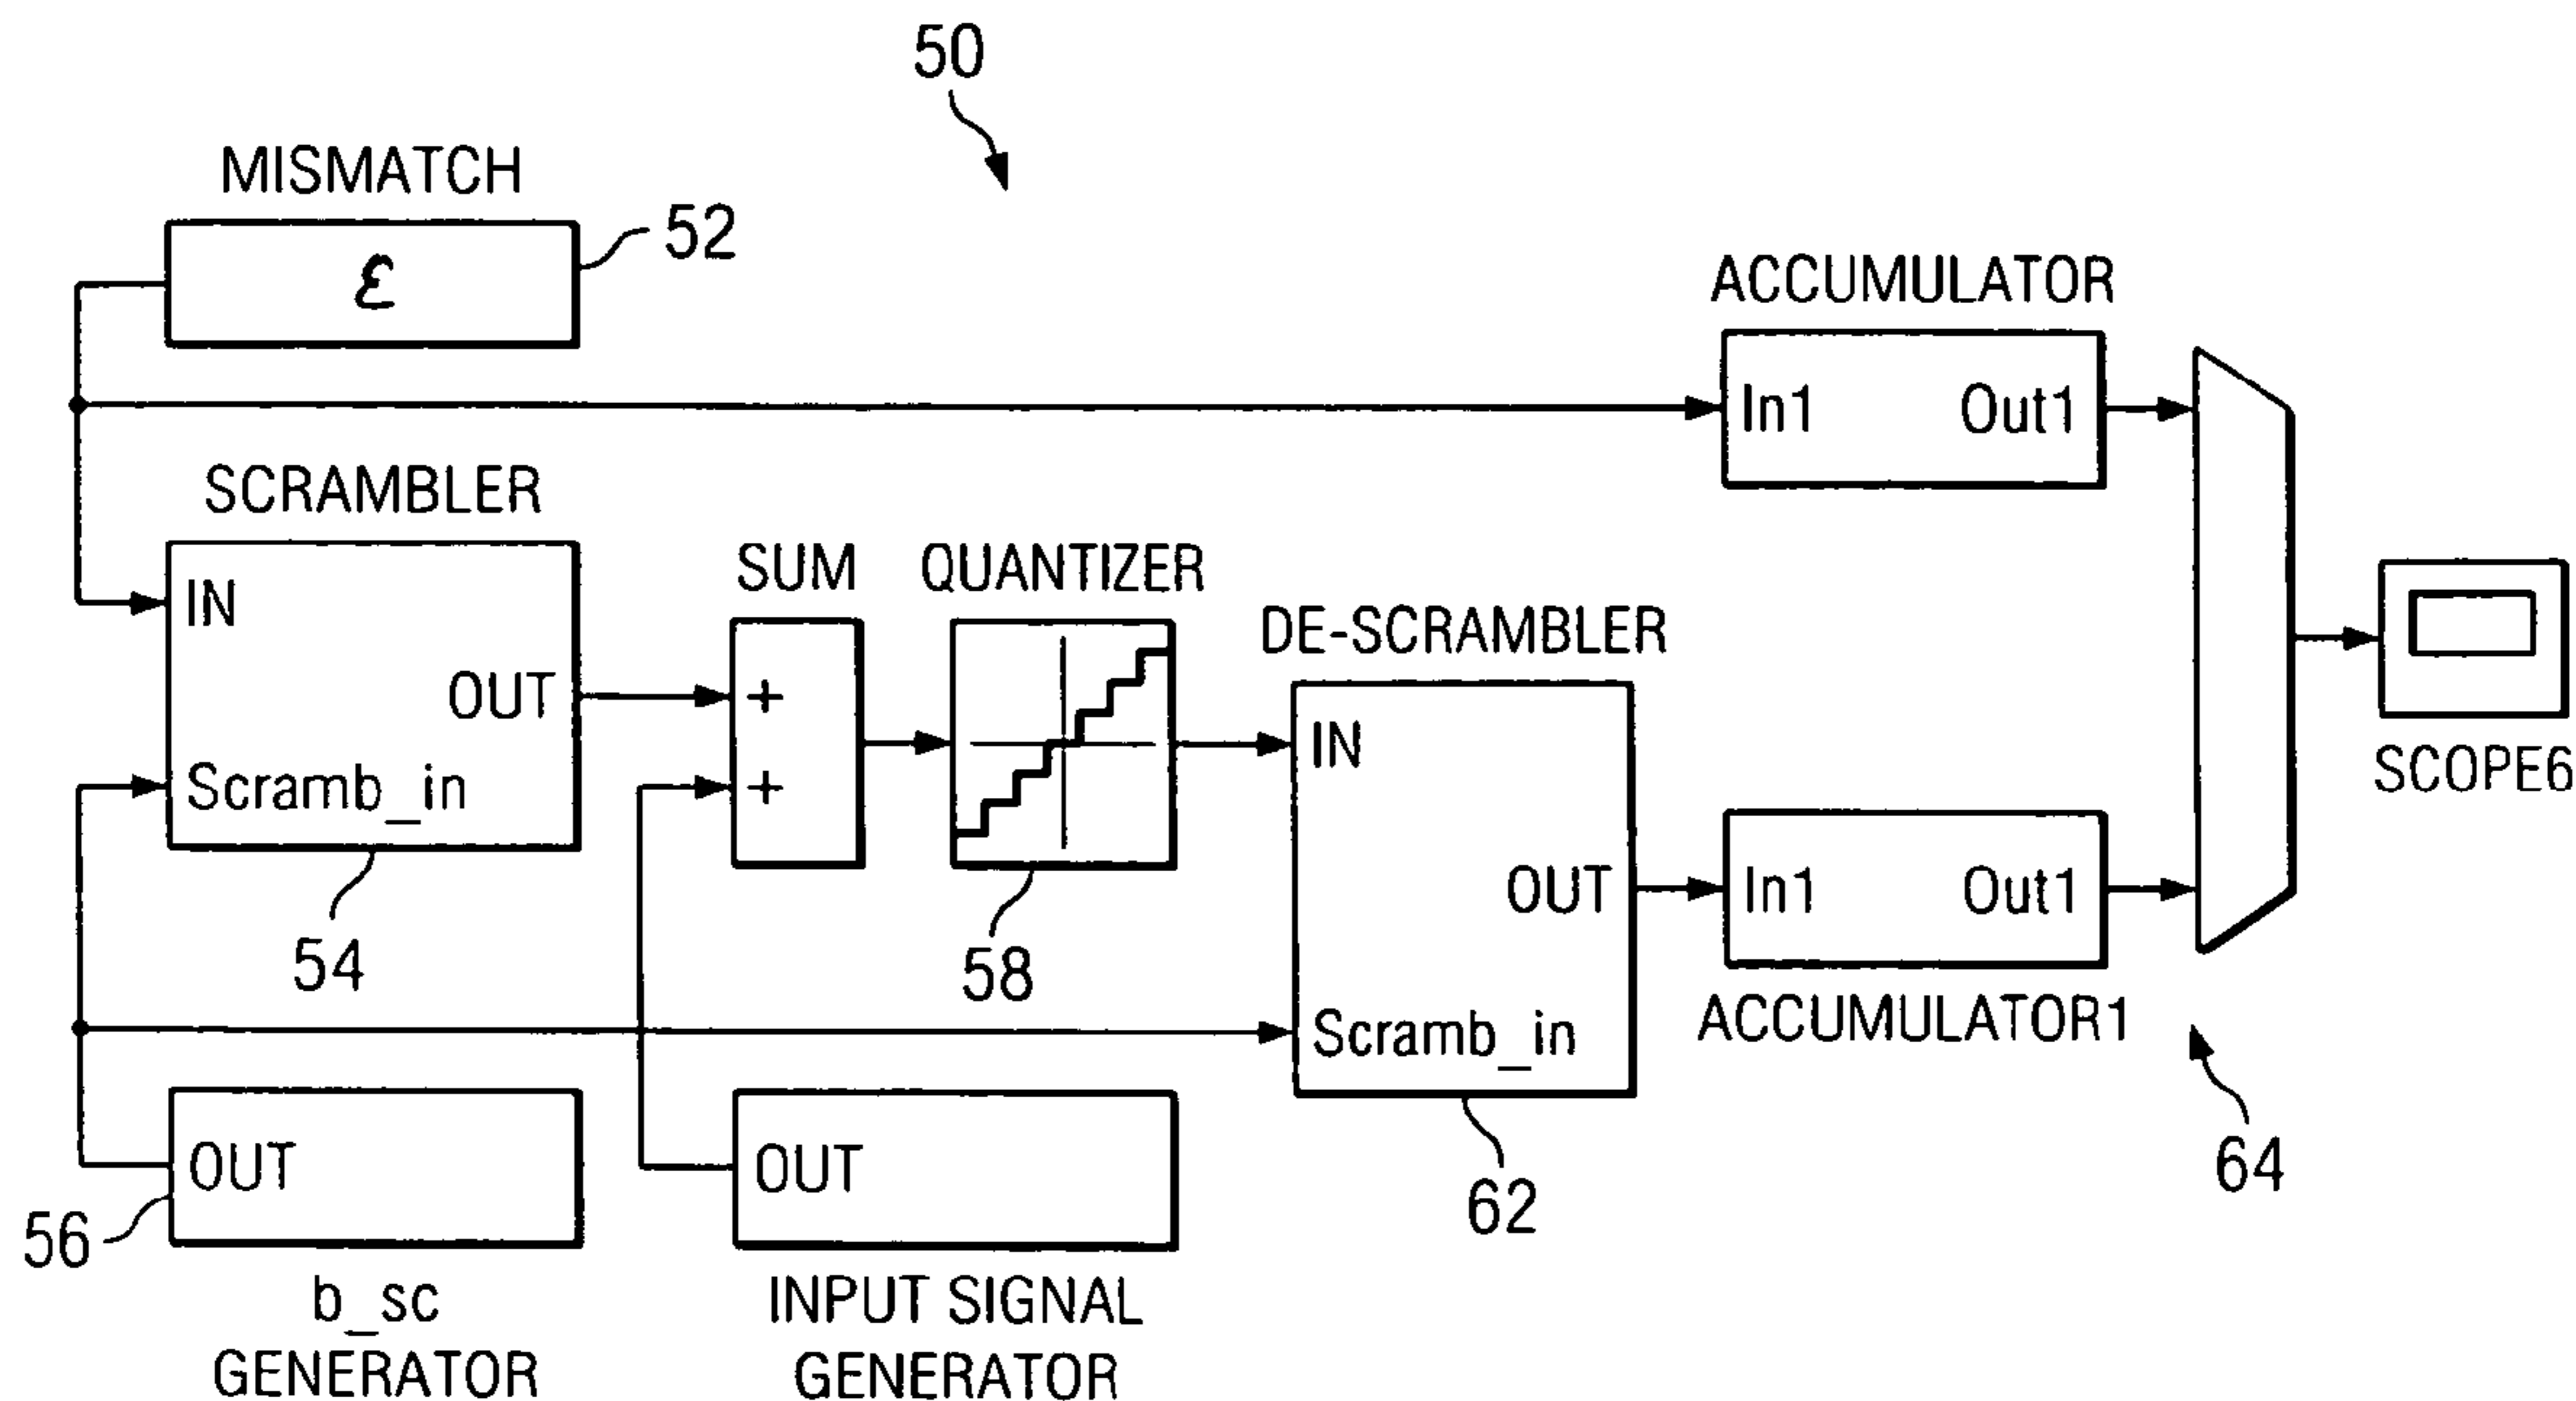 50
MISMATCH
ε
52
ACCUMULATOR
In1 Out1
SCRAMBLER
IN
OUT
Scramb_in
54
SUM
+
+
QUANTIZER
58
DE-SCRAMBLER
IN
OUT
Scramb_in
62
In1 Out1
ACCUMULATOR1
SCOPE6
64
OUT
56
b_sc
GENERATOR
OUT
INPUT SIGNAL
GENERATOR